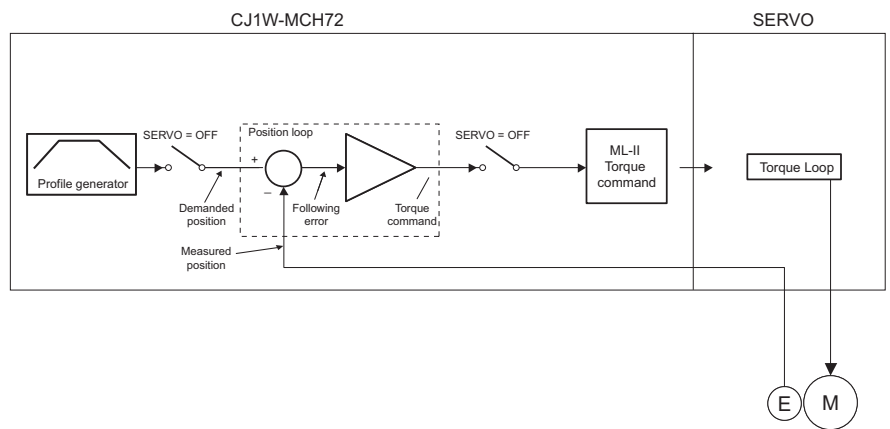 CJ1W-MCH72
SERVO
SERVO = OFF
Position loop
SERVO = OFF
Profile generator
+
–
ML-II
Torque
command
Torque Loop
Demanded
position
Following
error
Torque
command
Measured
position
E
M